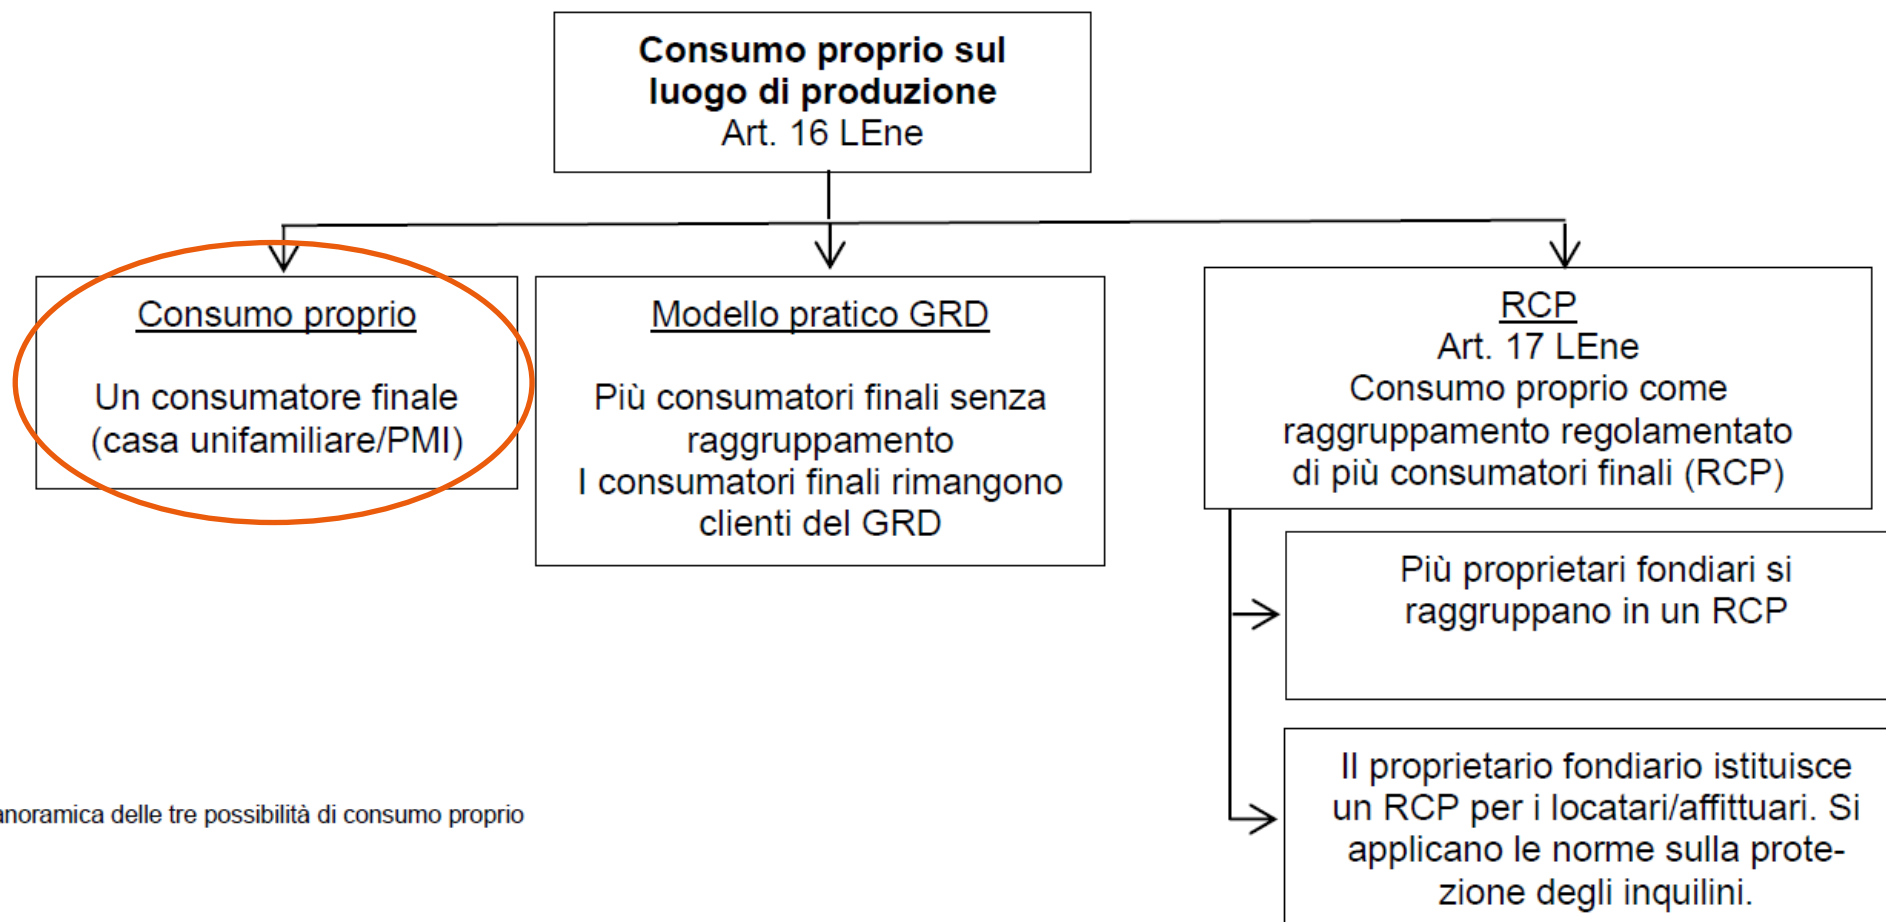 Consumo proprio sul
luogo di produzione
Art. 16 LEne
Consumo proprio
Un consumatore finale
(casa unifamiliare/PMI)
Modello pratico GRD
Più consumatori finali senza
raggruppamento
I consumatori finali rimangono
clienti del GRD
RCP
Art. 17 LEne
Consumo proprio come
raggruppamento regolamentato
di più consumatori finali (RCP)
Più proprietari fondiari si
raggruppano in un RCP
Il proprietario fondiario istituisce
un RCP per i locatari/affittuari. Si
applicano le norme sulla prote-
zione degli inquilini.
anoramica delle tre possibilità di consumo proprio